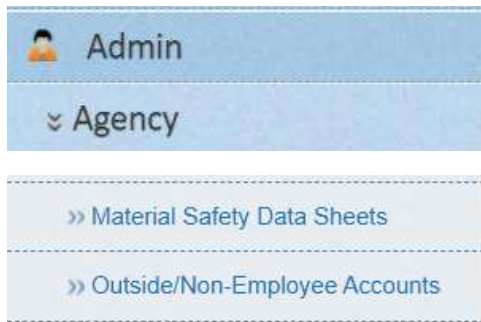 Admin
Agency
Material Safety Data Sheets
Outside/Non-Employee Accounts